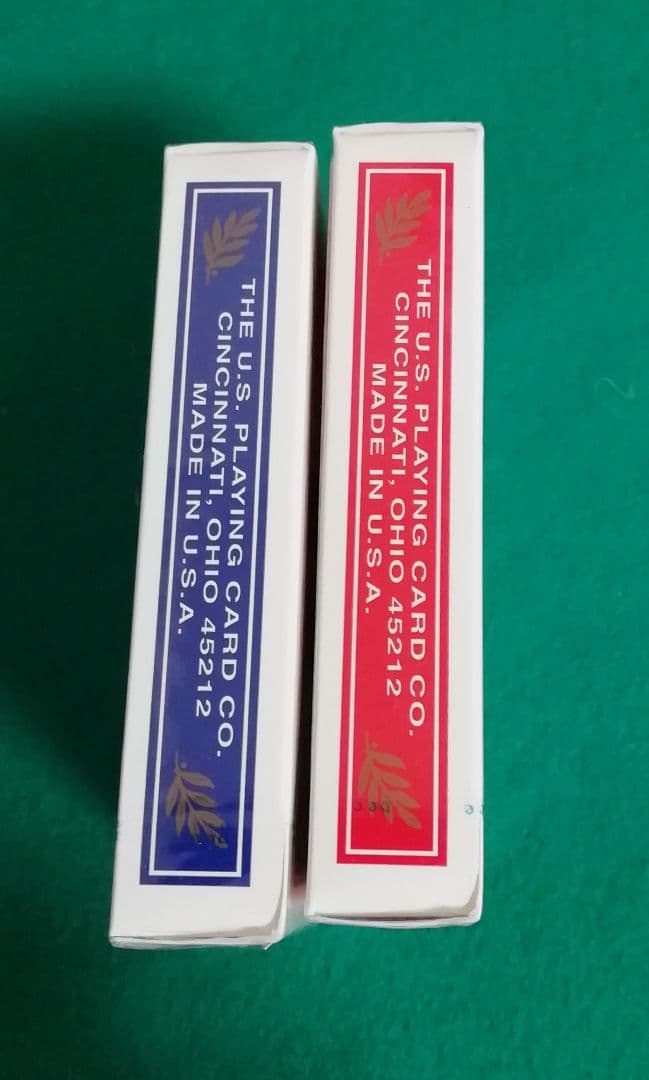 THE U.S. PLAYING CARD CO.
CINCINNATI, OHIO 45212
MADE IN U.S.A.
THE U.S. PLAYING CARD CO.
CINCINNATI, OHIO 45212
MADE IN U.S.A.